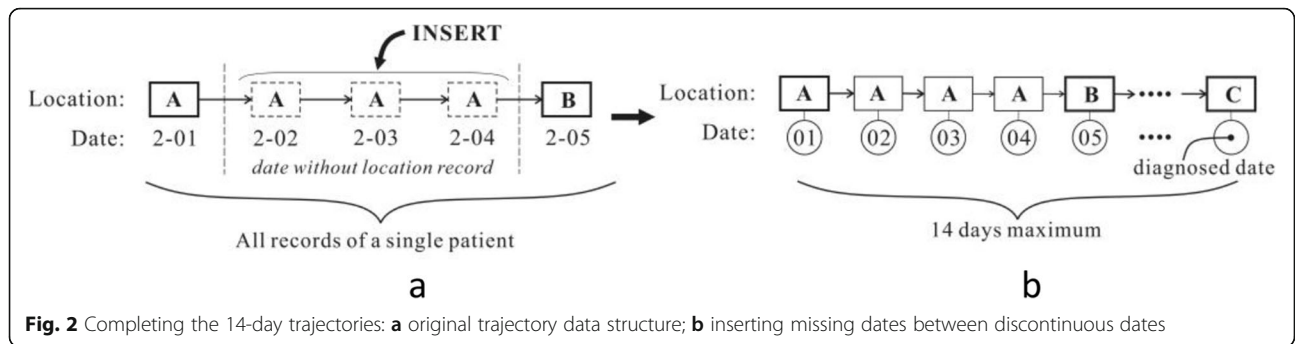 INSERT
Location: A A A A B
Date: 2-01 2-02 2-03 2-04 2-05
date without location record
All records of a single patient
a
Location: A A A A B •••• C
Date: 01 02 03 04 05 ••••
diagnosed date
14 days maximum
b
Fig. 2 Completing the 14-day trajectories: a original trajectory data structure; b inserting missing dates between discontinuous dates